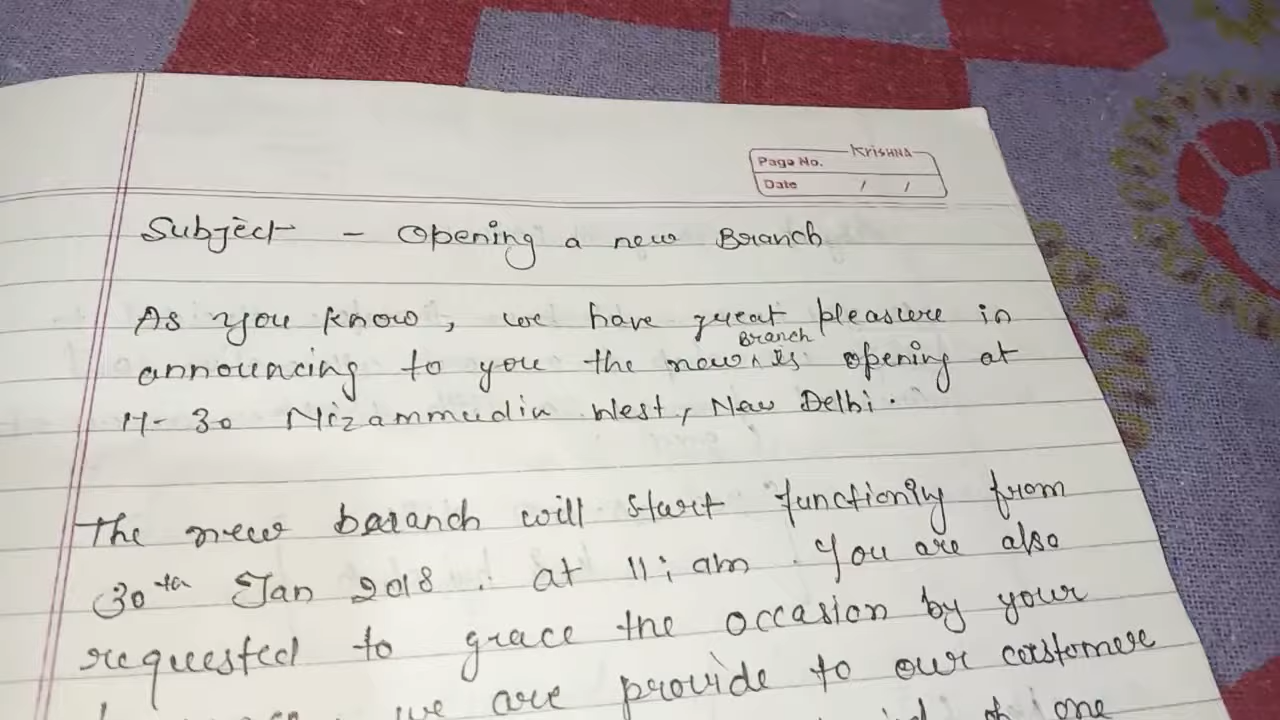 KRISHNA
Page No.
Date / /
Subject - Opening a new Branch
As you know, we have great pleasure in
Branch
announcing to you the new is opening at
H-30 Nizammudin West, New Delhi.
The new branch will start functioning from
30th Jan 2018. at 11: am. You are also
requested to grace the occasion by your
we are provide to our customer
of one